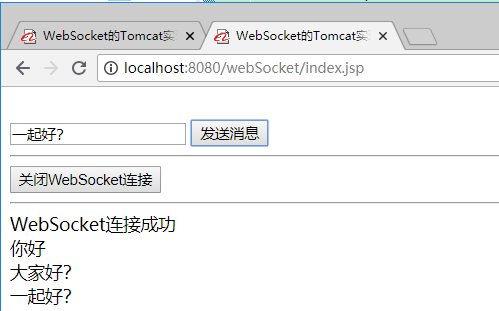 WebSocket的Tomcat实 WebSocket的Tomcat实
localhost:8080/webSocket/index.jsp
一起好? 发送消息
关闭WebSocket连接
WebSocket连接成功
你好
大家好?
一起好?